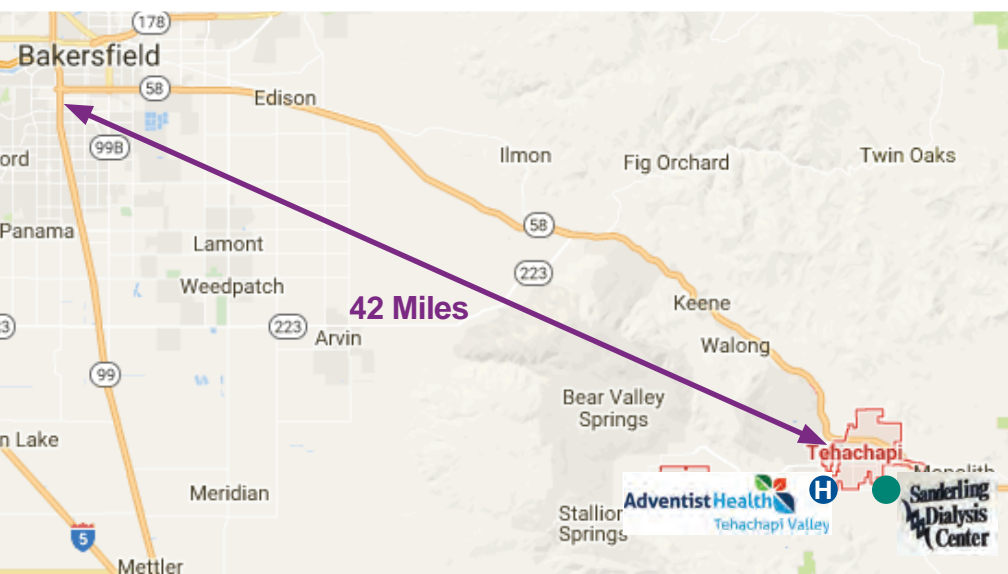 178
Bakersfield
58
Edison
99B
ord
Ilmon
Fig Orchard
Twin Oaks
Panama
58
Lamont
223
Weedpatch
42 Miles
Keene
3
223
Arvin
Walong
99
Bear Valley
Springs
n Lake
Tehachapi
Monolith
Meridian
AdventistHealth
Tehachapi Valley
H
Sanderling
Dialysis
Center
Stallion
Springs
5
Mettler